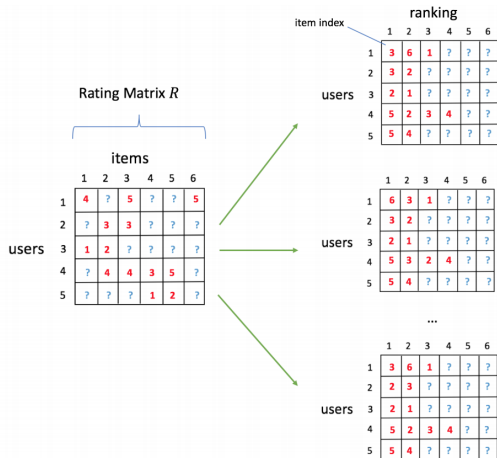 ranking
item index
1 2 3 4 5 6
1 3 6 1 ? ? ?
2 3 2 ? ? ? ?
users 3 2 1 ? ? ? ?
4 5 2 3 4 ? ?
5 5 4 ? ? ? ?
Rating Matrix R
items
1 2 3 4 5 6
1 4 ? 5 ? ? 5
2 ? 3 3 ? ? ?
users 3 1 2 ? ? ? ?
4 ? 4 4 3 5 ?
5 ? ? ? 1 2 ?
1 2 3 4 5 6
1 6 3 1 ? ? ?
2 3 2 ? ? ? ?
users 3 2 1 ? ? ? ?
4 5 3 2 4 ? ?
5 5 4 ? ? ? ?
...
1 2 3 4 5 6
1 3 6 1 ? ? ?
2 2 3 ? ? ? ?
users 3 2 1 ? ? ? ?
4 5 2 3 4 ? ?
5 5 4 ? ? ? ?